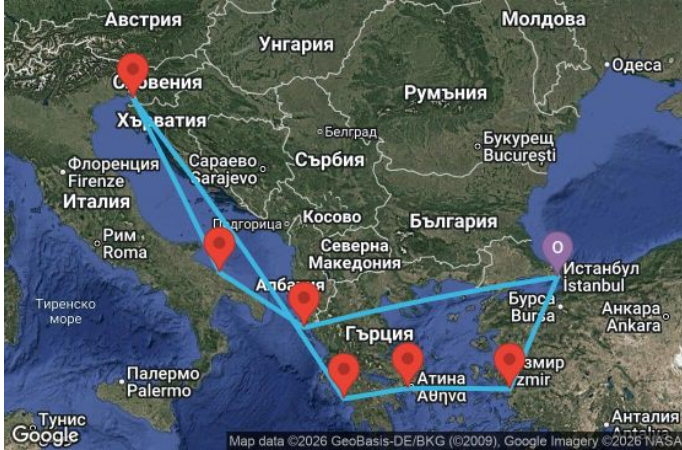 Австрия
Молдова
Унгария
Словения
Одеса
Румъния
Хърватия
Белград
Букурещ
București
Флоренция
Firenze
Сараево
Sarajevo
Сърбия
Италия
Подгорица
Косово
България
Рим
Roma
Северна
Македония
O
Истанбул
İstanbul
Албания
Бурса
Bursa
Анкара
Ankara
Тиренско
море
Гърция
Палермо
Palermo
Атина
Αθήνα
Измир
İzmir
Анталия
Antalya
Тунис
Google
Map data ©2026 GeoBasis-DE/BKG (©2009), Google Imagery ©2026 NASA